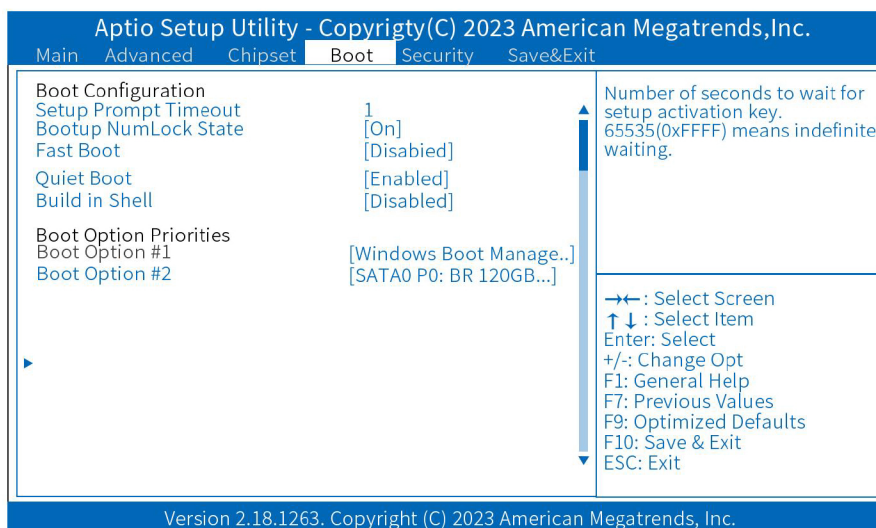 Aptio Setup Utility - Copyrigty(C) 2023 American Megatrends,Inc.
Main Advanced Chipset Boot Security Save&Exit
Boot Configuration
Setup Prompt Timeout 1
Bootup NumLock State [On]
Fast Boot [Disabied]
Quiet Boot [Enabled]
Build in Shell [Disabled]
Boot Option Priorities
Boot Option #1 [Windows Boot Manage..]
Boot Option #2 [SATA0 P0: BR 120GB...]
Number of seconds to wait for
setup activation key.
65535(0xFFFF) means indefinite
waiting.
→←: Select Screen
↑↓: Select Item
Enter: Select
+/-: Change Opt
F1: General Help
F7: Previous Values
F9: Optimized Defaults
F10: Save & Exit
ESC: Exit
Version 2.18.1263. Copyright (C) 2023 American Megatrends, Inc.